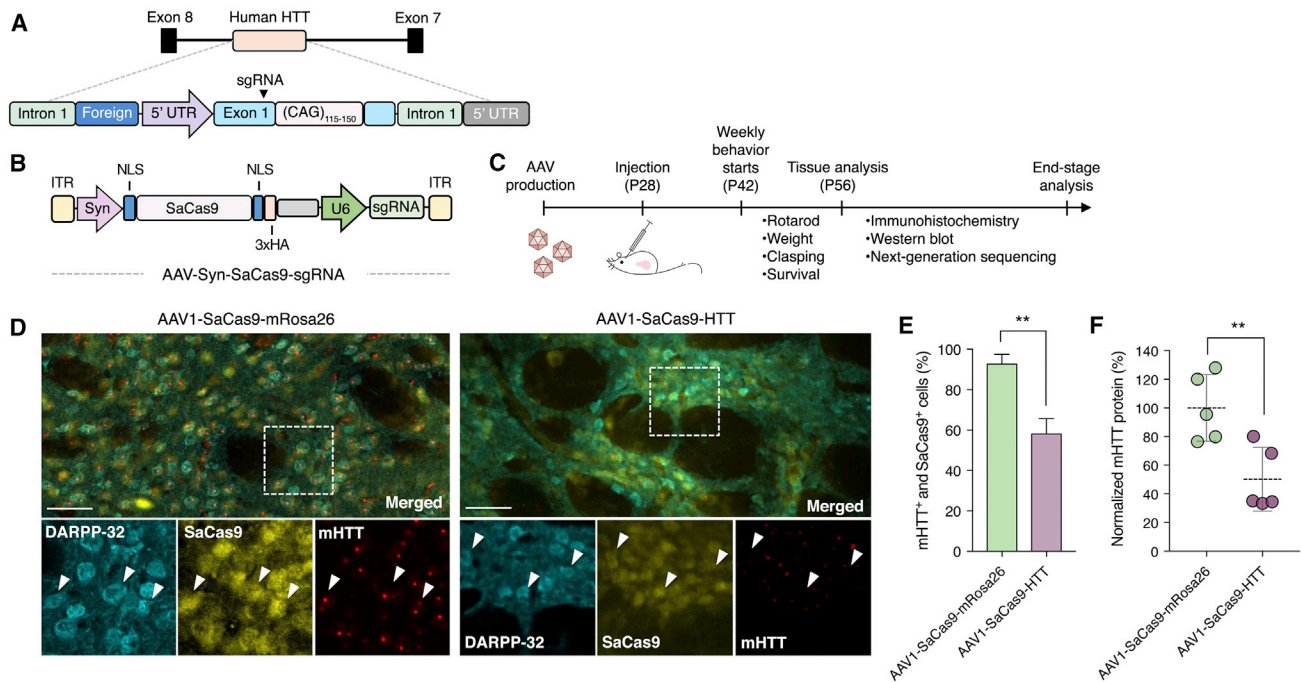 A
Exon 8
Human HTT
Exon 7
sgRNA
Intron 1
Foreign
5' UTR
Exon 1
(CAG)115-150
Intron 1
5' UTR
B
ITR
NLS
NLS
ITR
Syn
SaCas9
U6
sgRNA
3xHA
AAV-Syn-SaCas9-sgRNA
C
AAV
production
Injection
(P28)
Weekly
behavior
starts
(P42)
Tissue analysis
(P56)
End-stage
analysis
•Rotarod
•Weight
•Clasping
•Survival
•Immunohistochemistry
•Western blot
•Next-generation sequencing
D
AAV1-SaCas9-mRosa26
AAV1-SaCas9-HTT
Merged
Merged
DARPP-32
SaCas9
mHTT
DARPP-32
SaCas9
mHTT
E
**
mHTT+ and SaCas9+ cells (%)
100
80
60
40
20
0
AAV1-SaCas9-mRosa26
AAV1-SaCas9-HTT
F
**
Normalized mHTT protein (%)
140
120
100
80
60
40
20
0
AAV1-SaCas9-mRosa26
AAV1-SaCas9-HTT